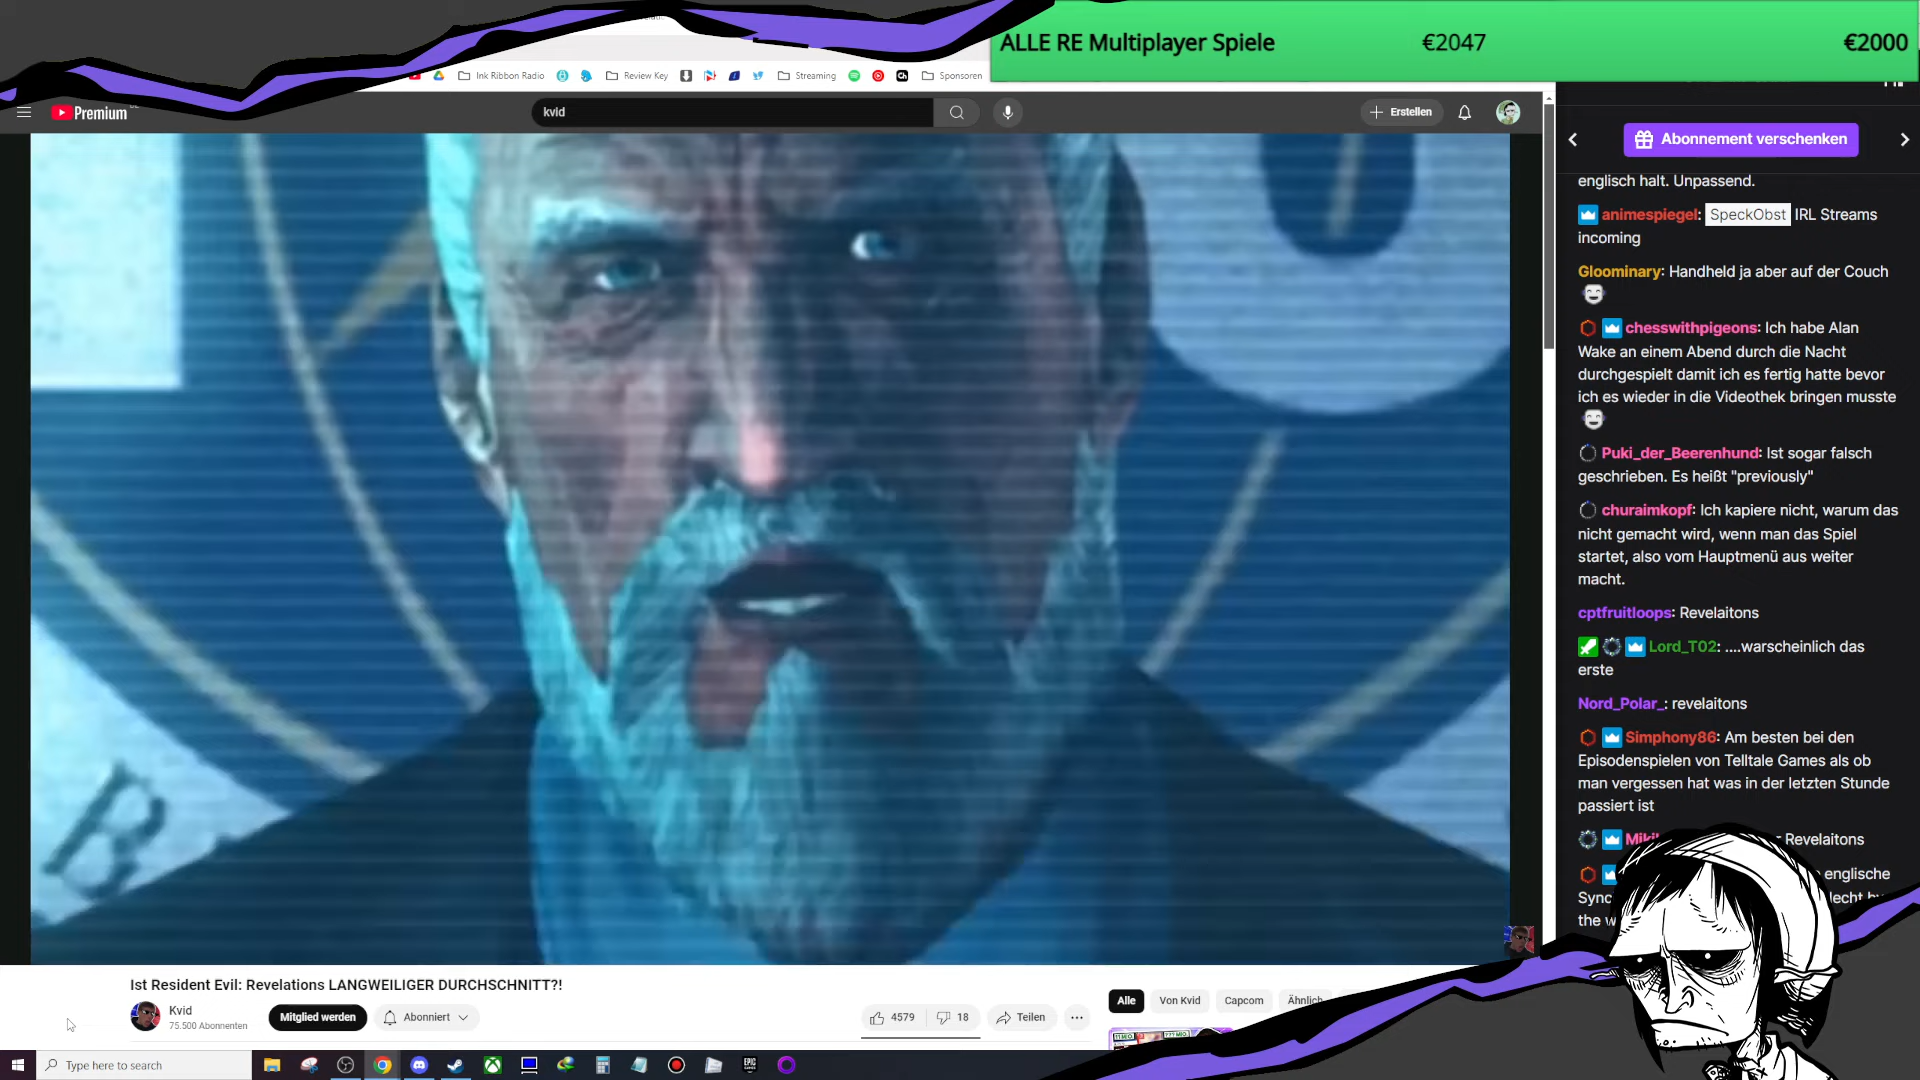 ALLE RE Multiplayer Spiele €2047 €2000
Ink Ribbon Radio Review Key Streaming Sponsoren
Premium kvid Erstellen
Abonnement verschenken
englisch halt. Unpassend.
animespiegel: SpeckObst IRL Streams
incoming
Gloominary: Handheld ja aber auf der Couch
chesswithpigeons: Ich habe Alan
Wake an einem Abend durch die Nacht
durchgespielt damit ich es fertig hatte bevor
ich es wieder in die Videothek bringen musste
Puki_der_Beerenhund: Ist sogar falsch
geschrieben. Es heißt "previously"
churaimkopf: Ich kapiere nicht, warum das
nicht gemacht wird, wenn man das Spiel
startet, also vom Hauptmenü aus weiter
macht.
cptfruitloops: Revelaitons
Lord_T02: ....warscheinlich das
erste
Nord_Polar_: revelaitons
Simphony86: Am besten bei den
Episodenspielen von Telltale Games als ob
man vergessen hat was in der letzten Stunde
passiert ist
Revelaitons
englische
Sync
the
B
Ist Resident Evil: Revelations LANGWEILIGER DURCHSCHNITT?!
Kvid
75.500 Abonnenten
Mitglied werden
Abonniert
4579
18
Teilen
Alle Von Kvid Capcom Ähnlich
Type here to search